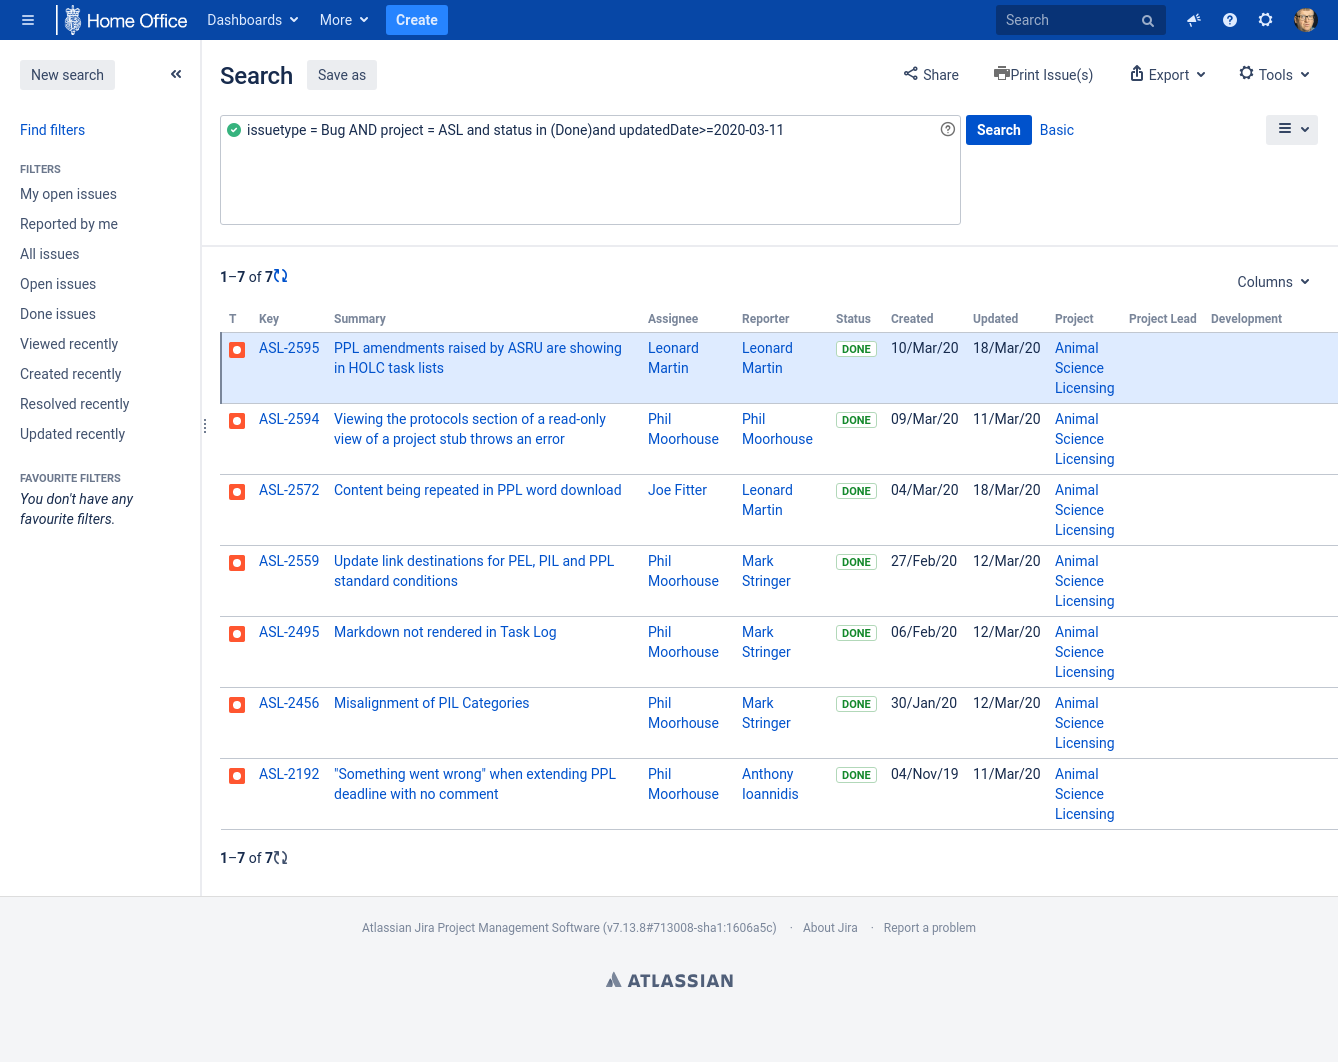 Home Office Dashboards More Create Search
New search
Search Save as Share Print Issue(s) Export Tools
issuetype = Bug AND project = ASL and status in (Done)and updatedDate>=2020-03-11 Search Basic
Find filters
FILTERS
My open issues
Reported by me
All issues
Open issues
Done issues
Viewed recently
Created recently
Resolved recently
Updated recently
FAVOURITE FILTERS
You don't have any
favourite filters.
1–7 of 7
Columns
T Key Summary Assignee Reporter Status Created Updated Project Project Lead Development
ASL-2595 PPL amendments raised by ASRU are showing Leonard Leonard DONE 10/Mar/20 18/Mar/20 Animal
in HOLC task lists Martin Martin Science
Licensing
ASL-2594 Viewing the protocols section of a read-only Phil Phil DONE 09/Mar/20 11/Mar/20 Animal
view of a project stub throws an error Moorhouse Moorhouse Science
Licensing
ASL-2572 Content being repeated in PPL word download Joe Fitter Leonard DONE 04/Mar/20 18/Mar/20 Animal
Martin Science
Licensing
ASL-2559 Update link destinations for PEL, PIL and PPL Phil Mark DONE 27/Feb/20 12/Mar/20 Animal
standard conditions Moorhouse Stringer Science
Licensing
ASL-2495 Markdown not rendered in Task Log Phil Mark DONE 06/Feb/20 12/Mar/20 Animal
Moorhouse Stringer Science
Licensing
ASL-2456 Misalignment of PIL Categories Phil Mark DONE 30/Jan/20 12/Mar/20 Animal
Moorhouse Stringer Science
Licensing
ASL-2192 "Something went wrong" when extending PPL Phil Anthony DONE 04/Nov/19 11/Mar/20 Animal
deadline with no comment Moorhouse Ioannidis Science
Licensing
1–7 of 7
Atlassian Jira Project Management Software (v7.13.8#713008-sha1:1606a5c) · About Jira · Report a problem
ATLASSIAN